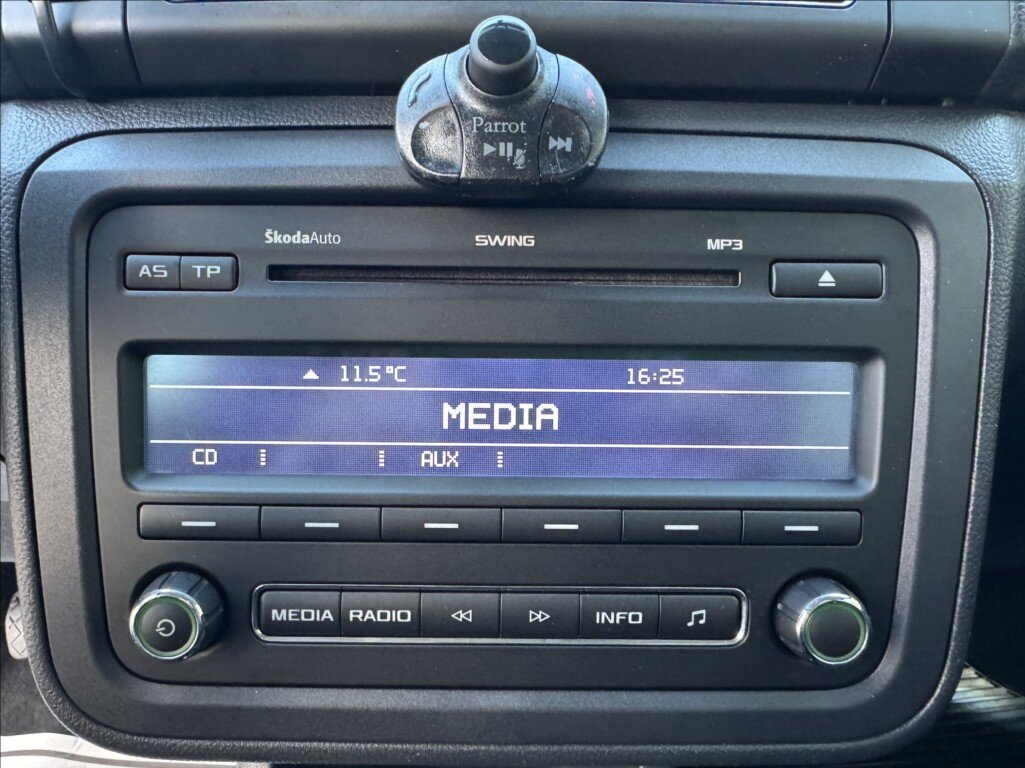 Parrot
ŠkodaAuto SWING MP3
AS TP
11.5°C 16:25
MEDIA
CD AUX
MEDIA RADIO INFO